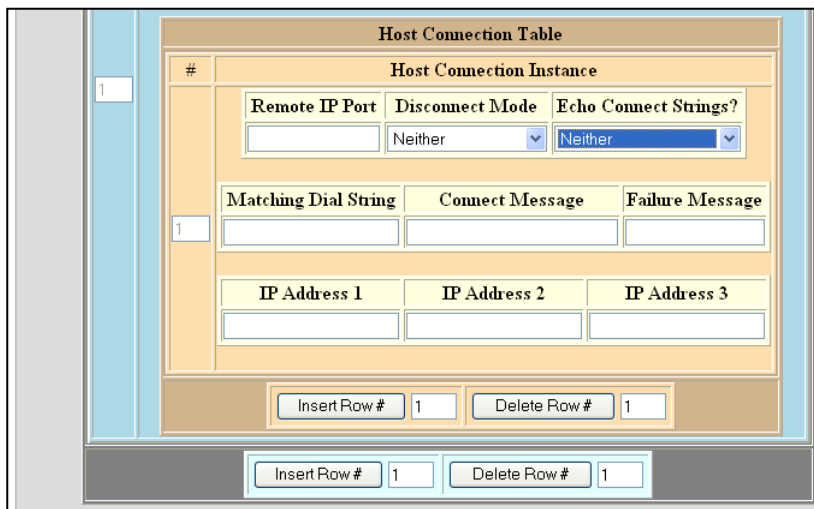 Host Connection Table
# Host Connection Instance
1
Remote IP Port Disconnect Mode Echo Connect Strings?
Neither Neither
Matching Dial String Connect Message Failure Message
1
IP Address 1 IP Address 2 IP Address 3
Insert Row # 1 Delete Row # 1
Insert Row # 1 Delete Row # 1